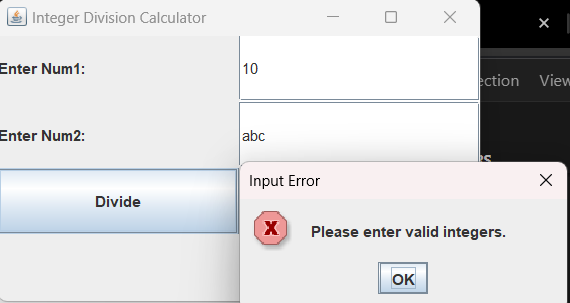 Integer Division Calculator
Enter Num1:
10
ection View
Enter Num2:
abc
Divide
Input Error
Please enter valid integers.
OK